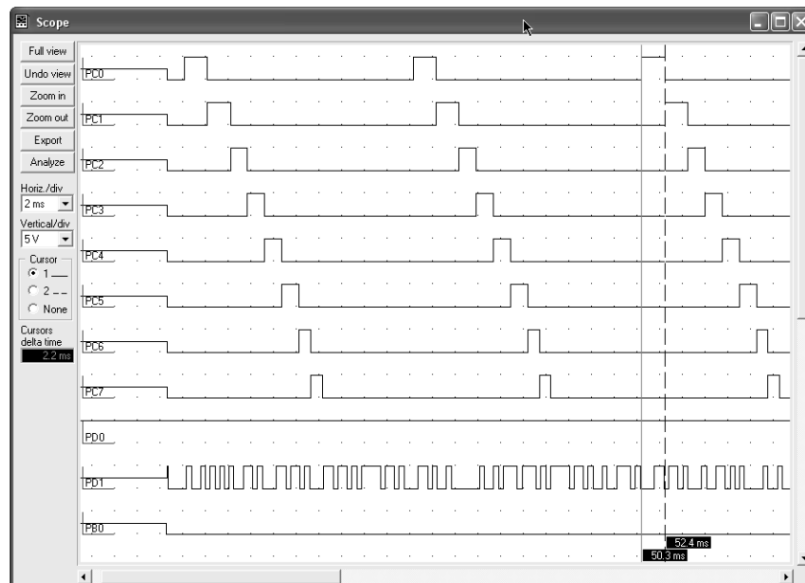 Scope
Full view
Undo view
Zoom in
Zoom out
Export
Analyze
Horiz./div
2 ms
Vertical/div
5 V
Cursor
1 __
2 _ _
None
Cursors
delta time
2.2 ms
PC0
PC1
PC2
PC3
PC4
PC5
PC6
PC7
PD0
PD1
PB0
52.4 ms
50.3 ms